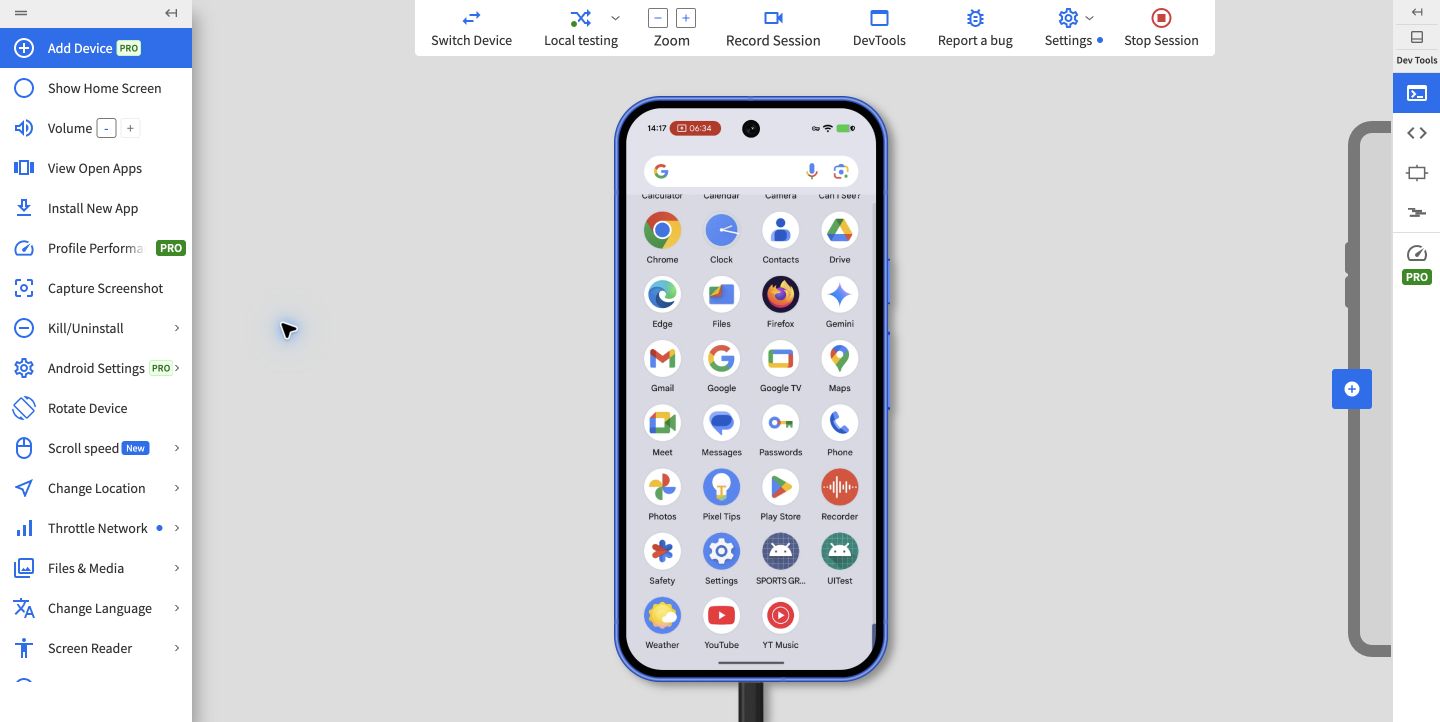 Add Device PRO
Show Home Screen
Volume - +
View Open Apps
Install New App
Profile Performa PRO
Capture Screenshot
Kill/Uninstall
Android Settings PRO
Rotate Device
Scroll speed New
Change Location
Throttle Network
Files & Media
Change Language
Screen Reader
Switch Device
Local testing
Zoom
Record Session
DevTools
Report a bug
Settings
Stop Session
14:17 06:34
Calculator Calendar Camera Can I See?
Chrome Clock Contacts Drive
Edge Files Firefox Gemini
Gmail Google Google TV Maps
Meet Messages Passwords Phone
Photos Pixel Tips Play Store Recorder
Safety Settings SPORTS GR... UITest
Weather YouTube YT Music
Dev Tools
PRO